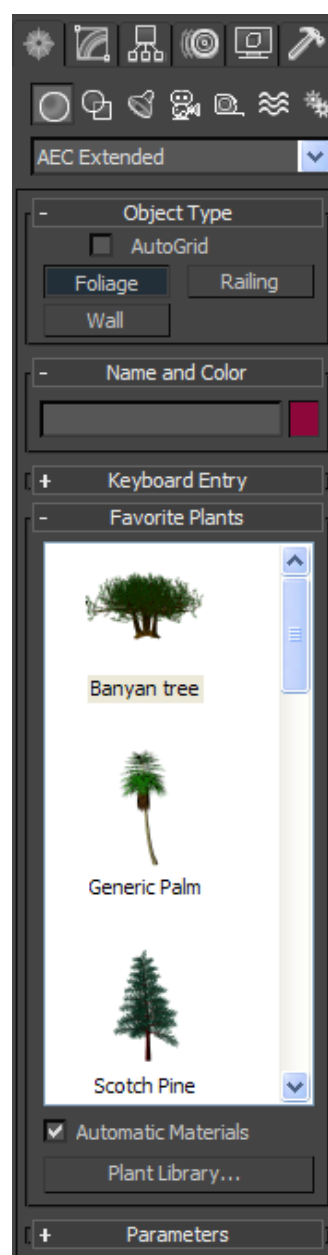 AEC Extended
- Object Type
AutoGrid
Foliage Railing
Wall
- Name and Color
+ Keyboard Entry
- Favorite Plants
Banyan tree
Generic Palm
Scotch Pine
Automatic Materials
Plant Library...
+ Parameters